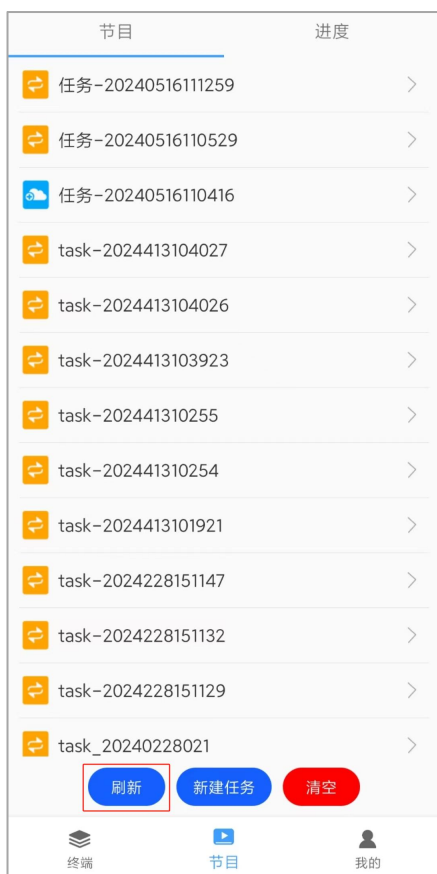 节目 进度
任务-20240516111259
任务-20240516110529
任务-20240516110416
task-2024413104027
task-2024413104026
task-2024413103923
task-202441310255
task-202441310254
task-2024413101921
task-2024228151147
task-2024228151132
task-2024228151129
task_20240228021
刷新 新建任务 清空
终端 节目 我的